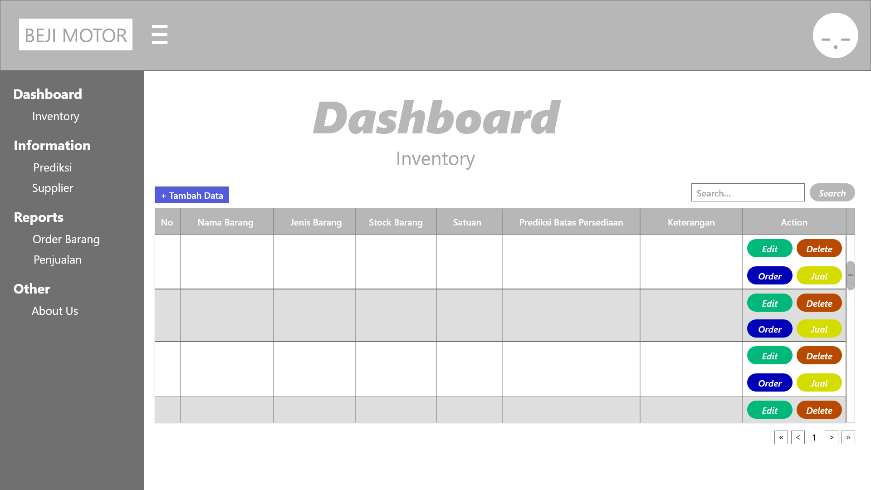 BEJI MOTOR
Dashboard
Inventory
Information
Prediksi
Supplier
Reports
Order Barang
Penjualan
Other
About Us
Dashboard
Inventory
+ Tambah Data
Search... Search
No Nama Barang Jenis Barang Stock Barang Satuan Prediksi Batas Persediaan Keterangan Action
Edit Delete
Order Jual
Edit Delete
Order Jual
Edit Delete
Order Jual
Edit Delete
« < 1 > »